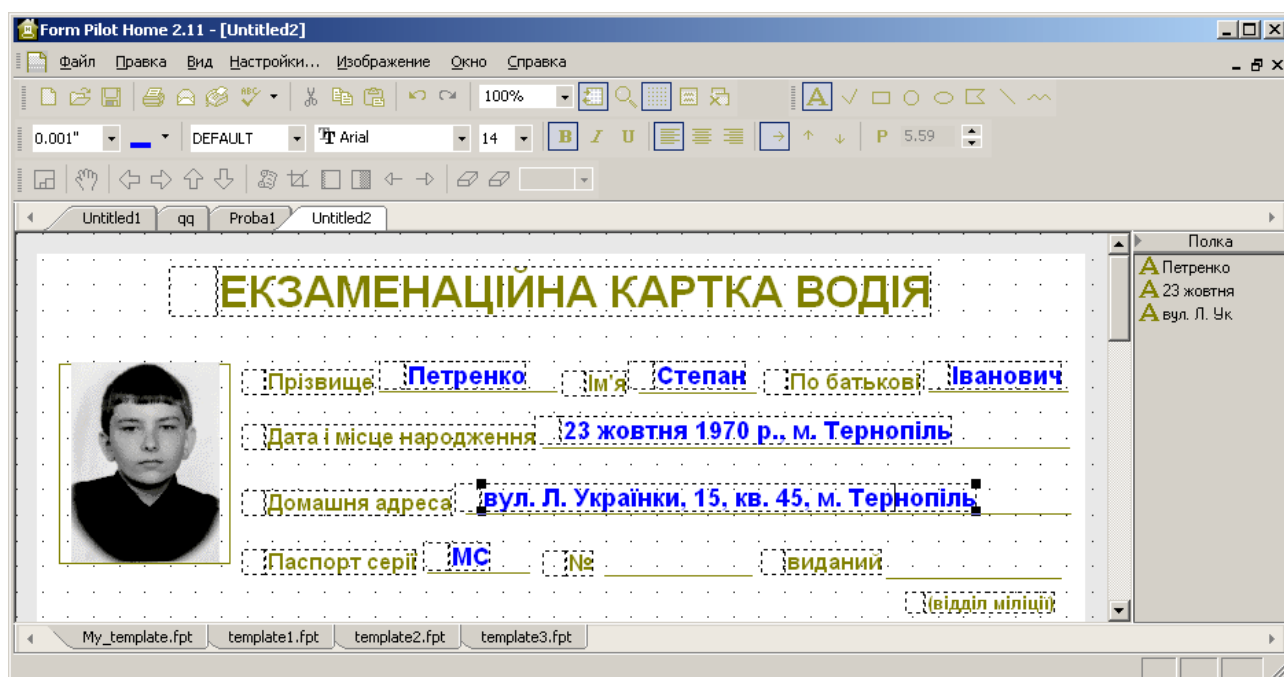 Form Pilot Home 2.11 - [Untitled2]
Файл Правка Вид Настройки... Изображение Окно Справка
ABC 100% A
0.001" DEFAULT Tr Arial 14 B I U P 5.59
Untitled1 qq Proba1 Untitled2
Полка
A Петренко
A 23 жовтня
A вул. Л. Ук
ЕКЗАМЕНАЦІЙНА КАРТКА ВОДІЯ
Прізвище Петренко Ім'я Степан По батькові Іванович
Дата і місце народження 23 жовтня 1970 р., м. Тернопіль
Домашня адреса вул. Л. Українки, 15, кв. 45, м. Тернопіль
Паспорт серії МС № виданий
(відділ міліції)
My_template.fpt template1.fpt template2.fpt template3.fpt